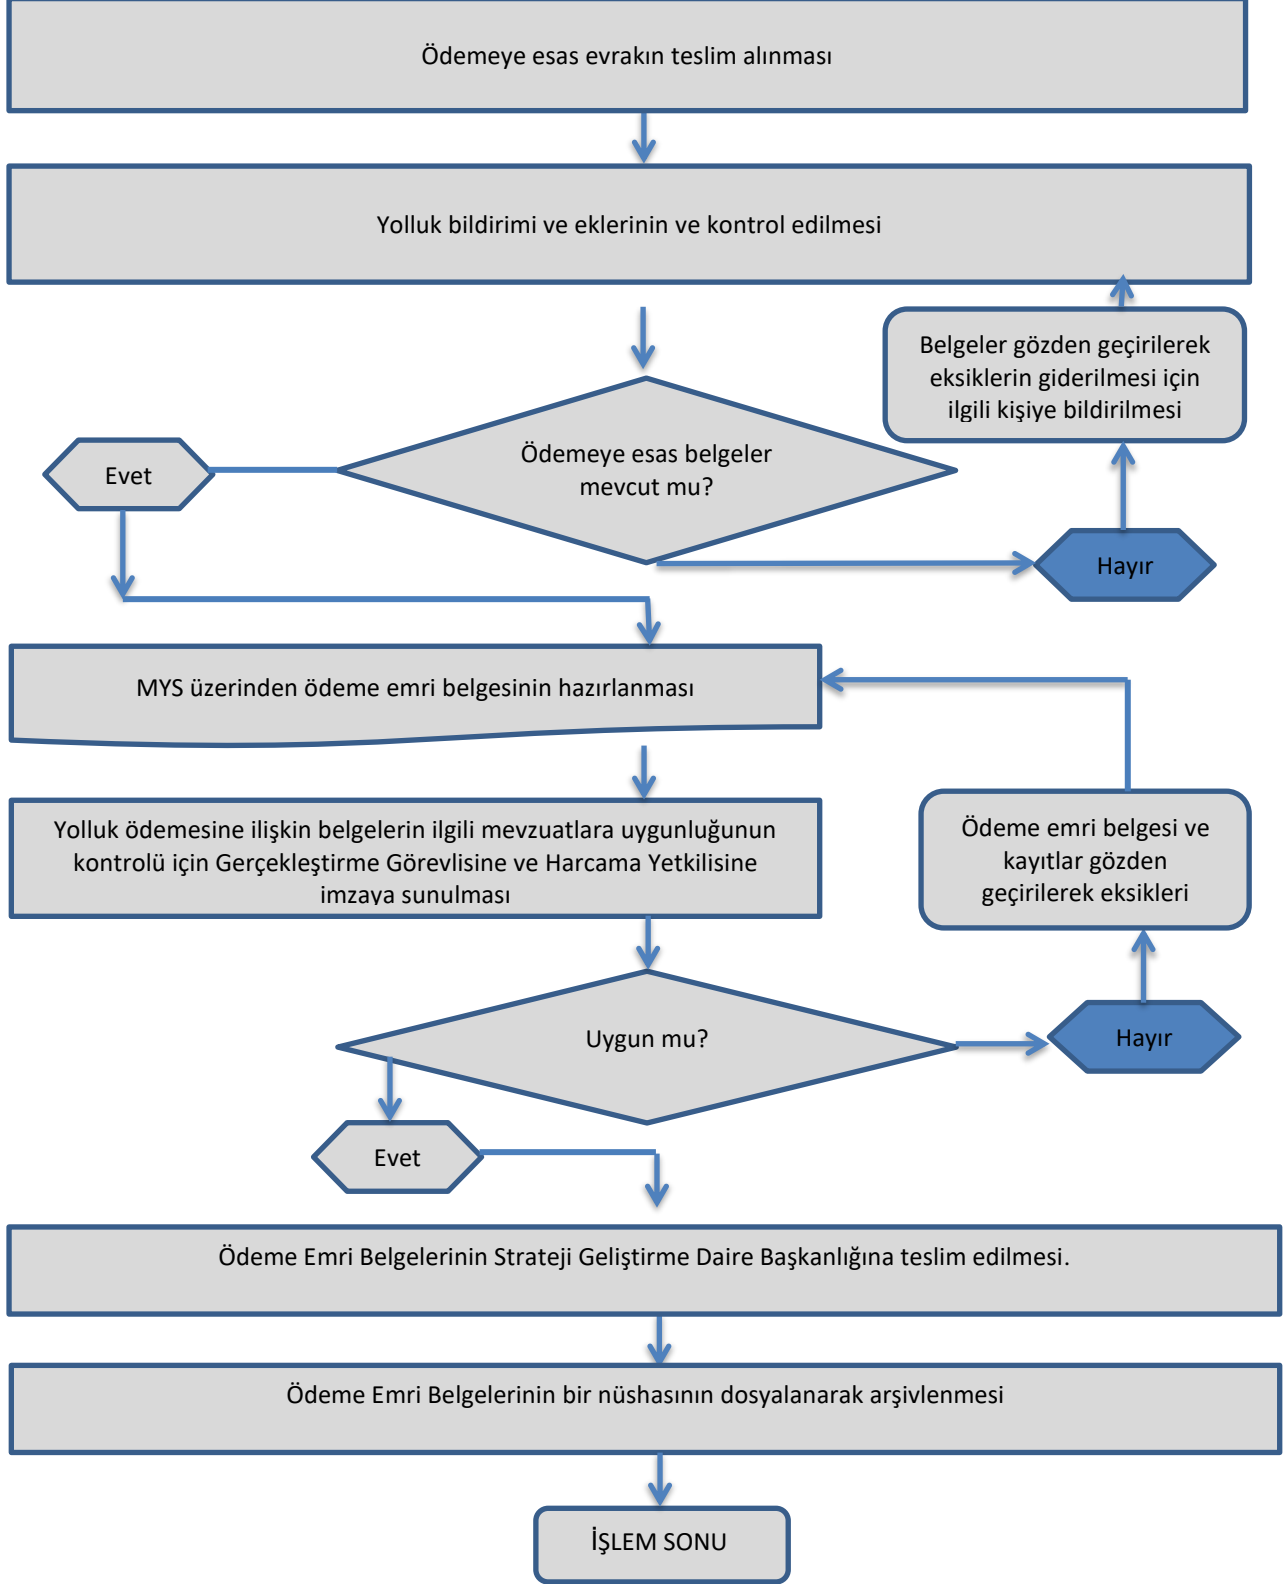 Ödemeye esas evrakın teslim alınması
Yolluk bildirimi ve eklerinin ve kontrol edilmesi
Belgeler gözden geçirilerek
eksiklerin giderilmesi için
ilgili kişiye bildirilmesi
Ödemeye esas belgeler
mevcut mu?
Evet
Hayır
MYS üzerinden ödeme emri belgesinin hazırlanması
Yolluk ödemesine ilişkin belgelerin ilgili mevzuatlara uygunluğunun
kontrolü için Gerçekleştirme Görevlisine ve Harcama Yetkilisine
imzaya sunulması
Ödeme emri belgesi ve
kayıtlar gözden
geçirilerek eksikleri
Uygun mu?
Hayır
Evet
Ödeme Emri Belgelerinin Strateji Geliştirme Daire Başkanlığına teslim edilmesi.
Ödeme Emri Belgelerinin bir nüshasının dosyalanarak arşivlenmesi
İŞLEM SONU